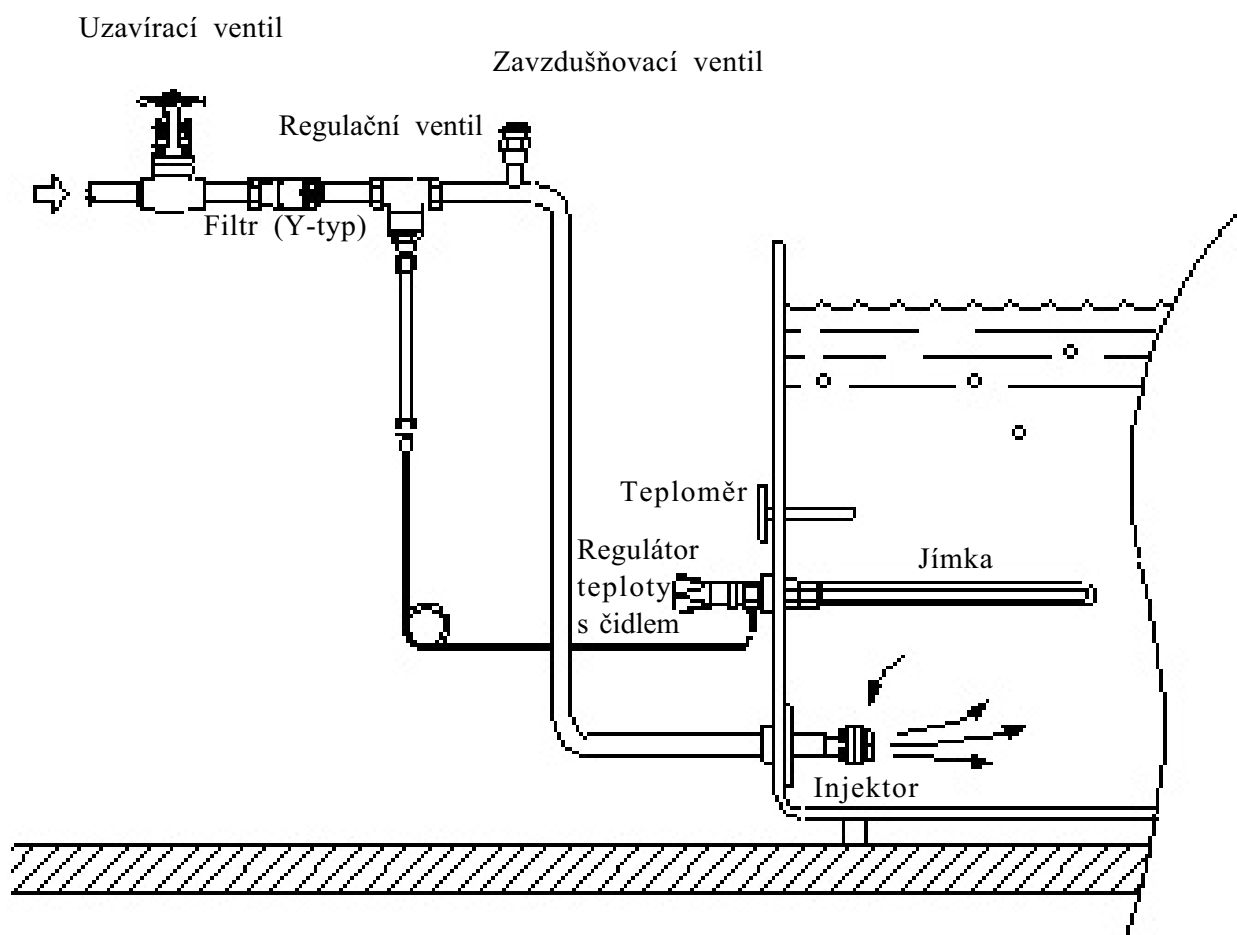 Uzavírací ventil
Zavzdušňovací ventil
Regulační ventil
Filtr (Y-typ)
Teploměr
Regulátor
teploty
s čidlem
Jímka
Injektor